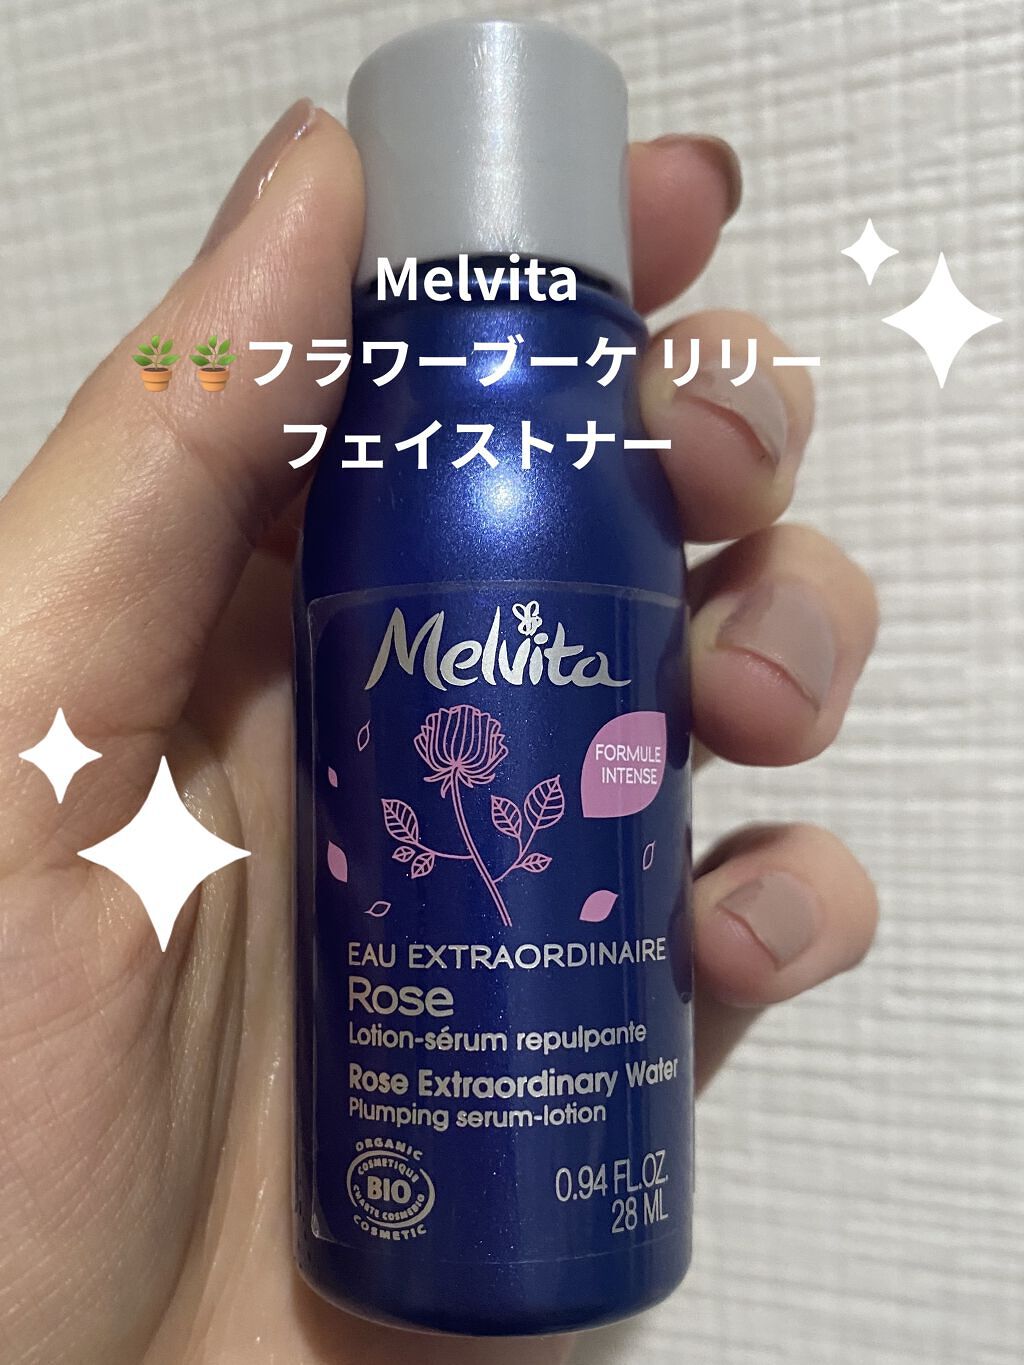 Melvita
🪴🪴フラワーブーケ リリー
フェイストナー
Melvita
FORMULE
INTENSE
EAU EXTRAORDINAIRE
Rose
Lotion-sérum repulpante
Rose Extraordinary Water
Plumping serum-lotion
ORGANIC
COSMETIQUE
BIO
CHARTE COSMEBIO
COSMETIC
0.94 FL.OZ.
28 ML